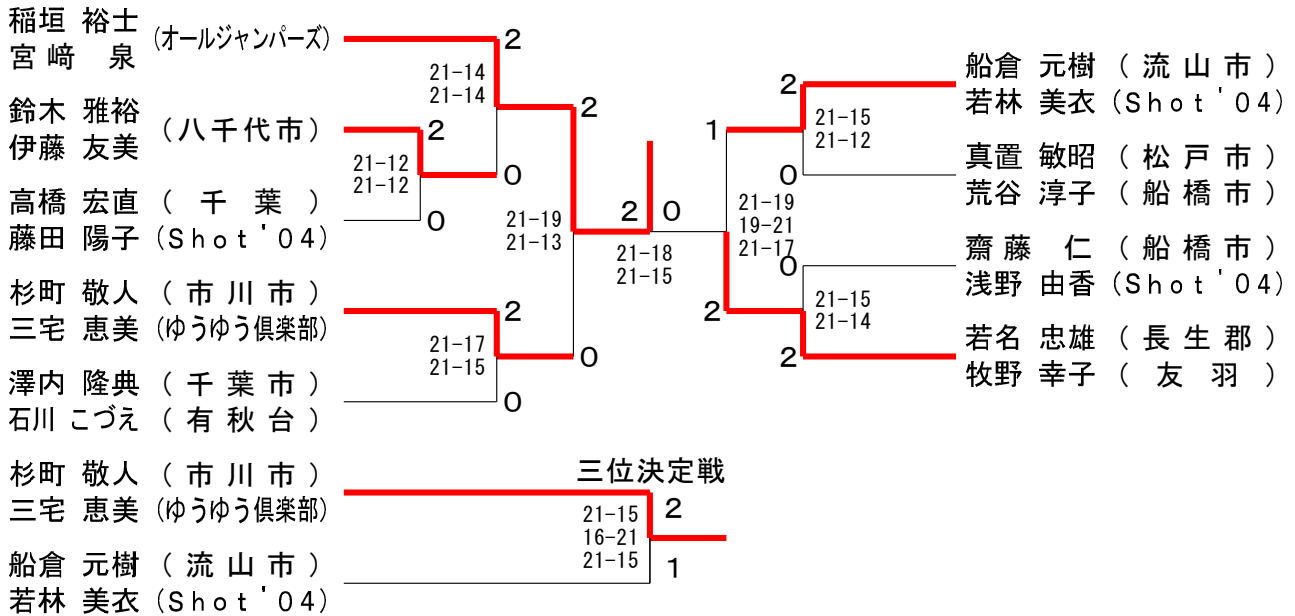 稲垣 裕士 (オールジャンパーズ)
宮﨑 泉
2
21-14
21-14
鈴木 雅裕 (八千代市)
伊藤 友美
2
2
21-12
21-12
0
高橋 宏直 (千葉)
藤田 陽子 (Shot'04)
0
21-19
21-13
杉町 敬人 (市川市)
三宅 恵美 (ゆうゆう倶楽部)
2
21-17
21-15
0
澤内 隆典 (千葉市)
石川 こづえ (有秋台)
0
2 0
21-18
21-15
船倉 元樹 (流山市)
若林 美衣 (Shot'04)
2
1
21-15
21-12
真置 敏昭 (松戸市)
荒谷 淳子 (船橋市)
0
21-19
19-21
21-17
齋藤 仁 (船橋市)
浅野 由香 (Shot'04)
0
2
21-15
21-14
若名 忠雄 (長生郡)
牧野 幸子 (友羽)
2
三位決定戦
杉町 敬人 (市川市)
三宅 恵美 (ゆうゆう倶楽部)
2
21-15
16-21
21-15
1
船倉 元樹 (流山市)
若林 美衣 (Shot'04)